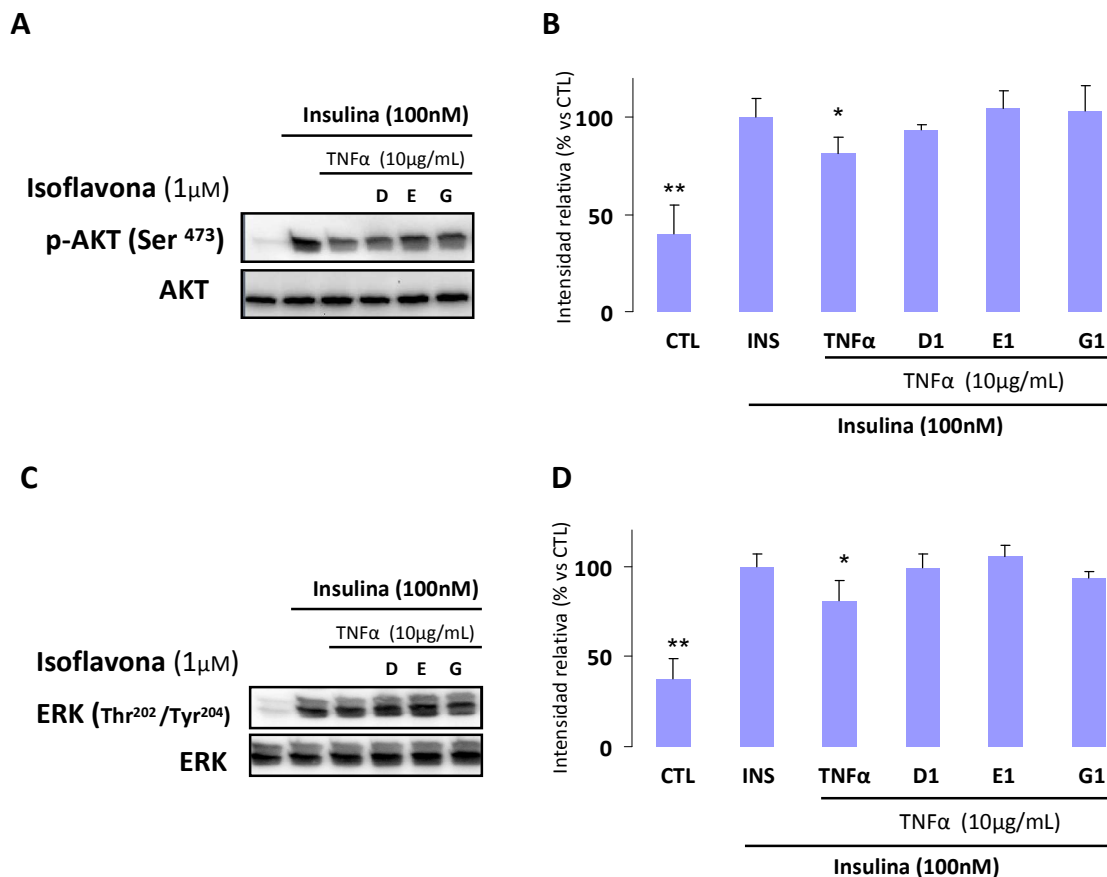 A
Insulina (100nM)
TNFα (10µg/mL)
Isoflavona (1µM)
D E G
p-AKT (Ser 473)
AKT
B
Intensidad relativa (% vs CTL)
100
50
0
**
*
CTL INS TNFα D1 E1 G1
TNFα (10µg/mL)
Insulina (100nM)
C
Insulina (100nM)
TNFα (10µg/mL)
Isoflavona (1µM)
D E G
ERK (Thr202/Tyr204)
ERK
D
Intensidad relativa (% vs CTL)
100
50
0
**
*
CTL INS TNFα D1 E1 G1
TNFα (10µg/mL)
Insulina (100nM)